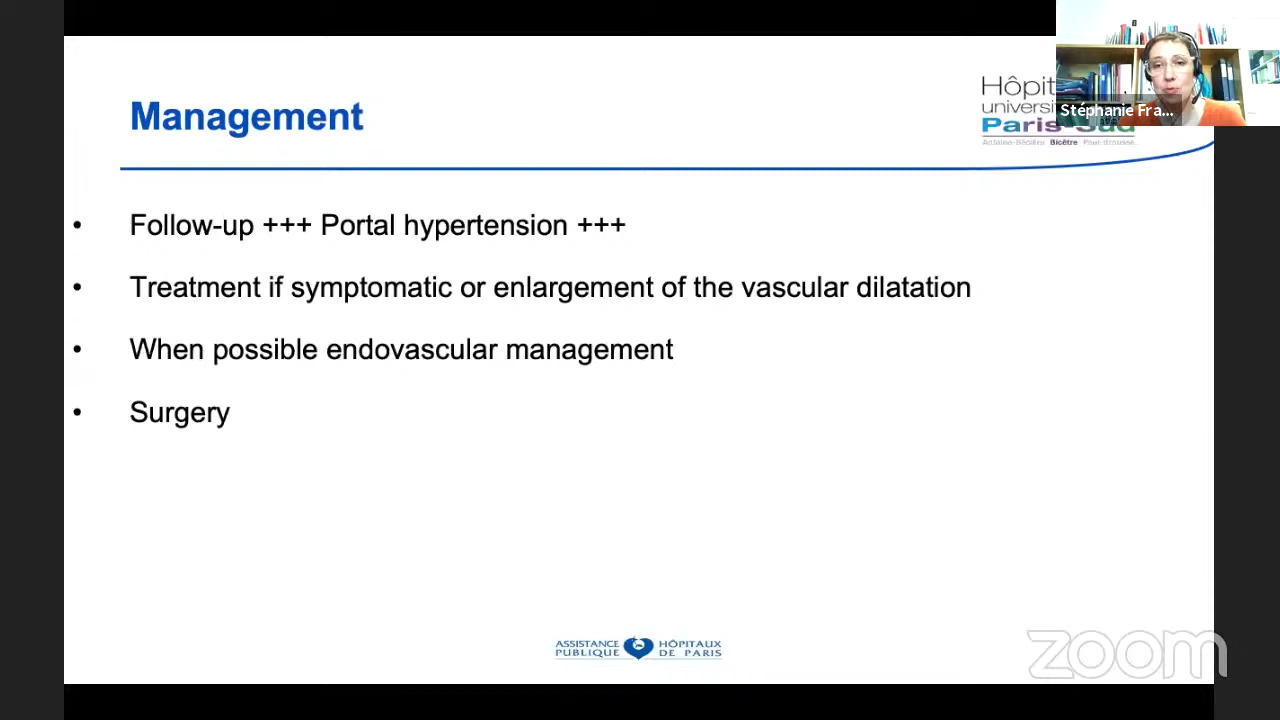 Management
Hôpit
universi
Paris-Sud
Bicêtre
Stéphanie Fra...
• Follow-up +++ Portal hypertension +++
• Treatment if symptomatic or enlargement of the vascular dilatation
• When possible endovascular management
• Surgery
ASSISTANCE HÔPITAUX
PUBLIQUE DE PARIS
zoom